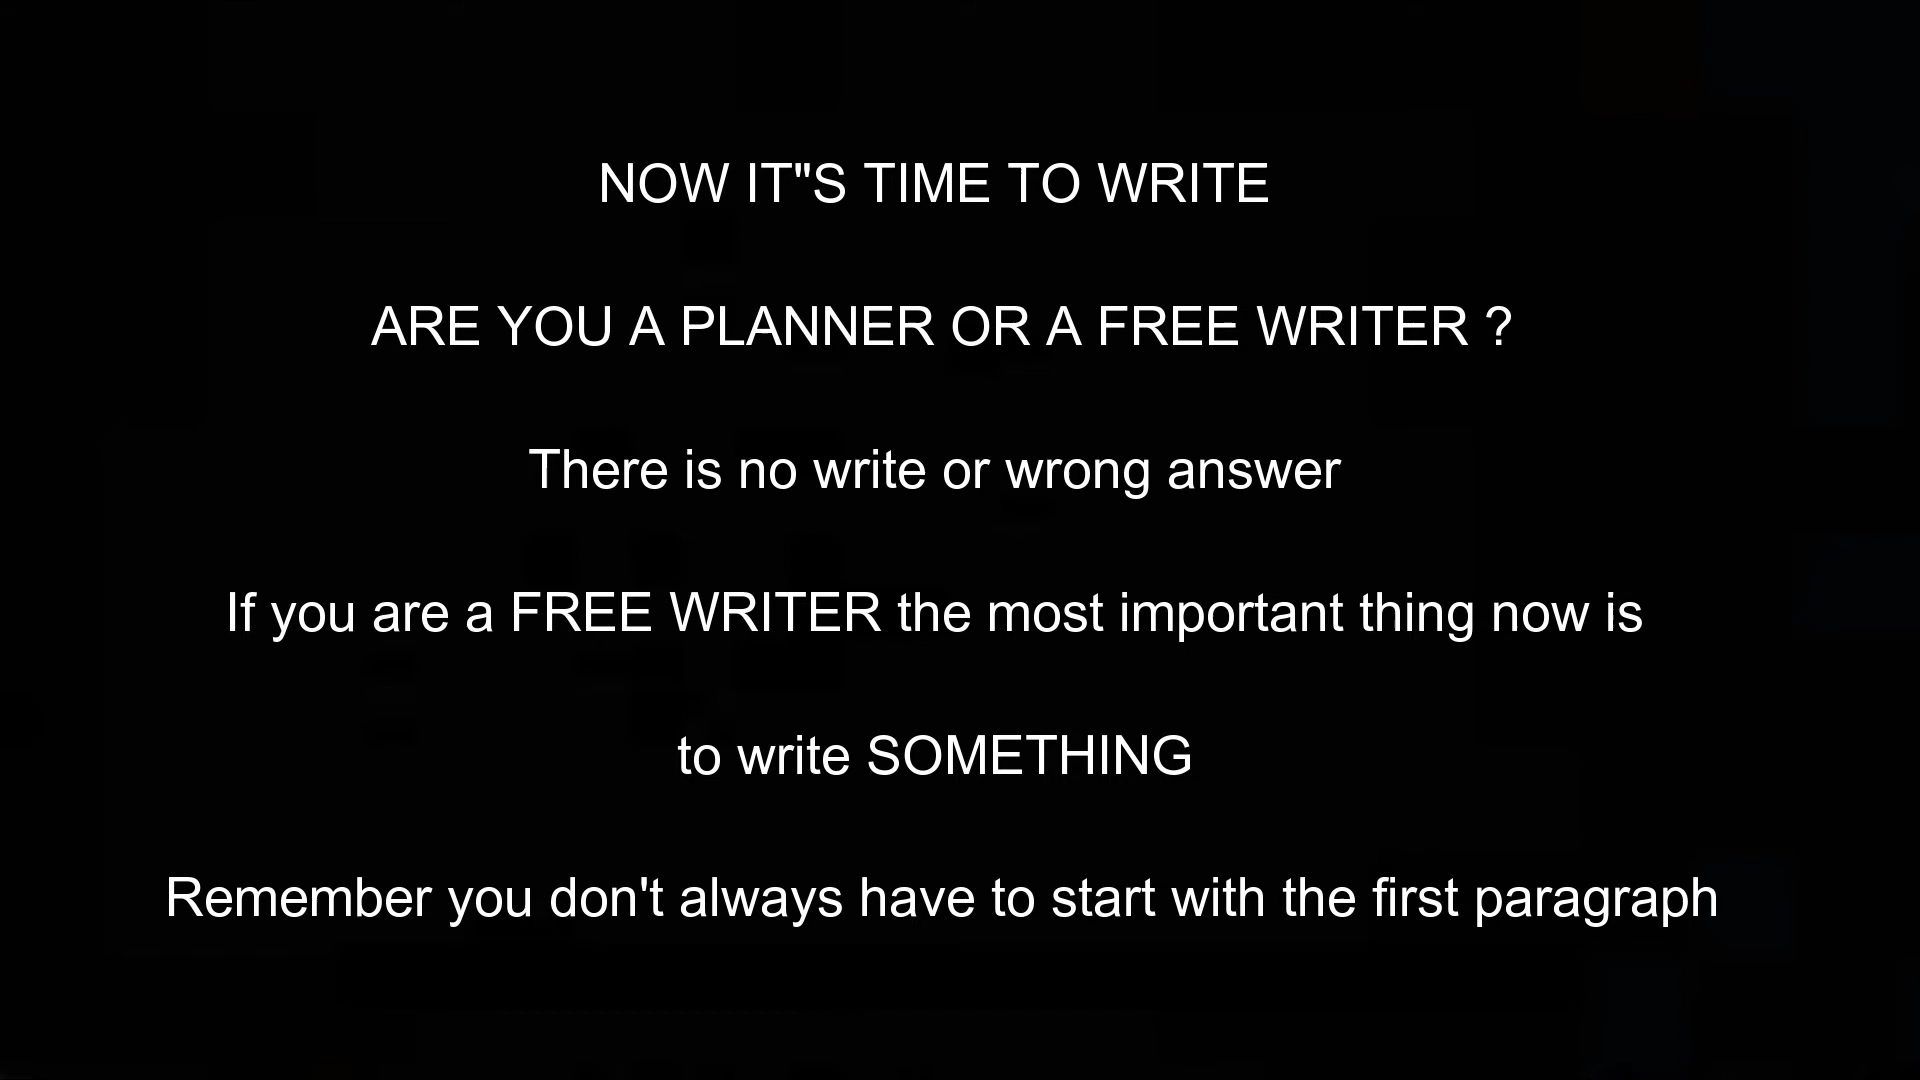 NOW IT"S TIME TO WRITE
ARE YOU A PLANNER OR A FREE WRITER ?
There is no write or wrong answer
If you are a FREE WRITER the most important thing now is
to write SOMETHING
Remember you don't always have to start with the first paragraph